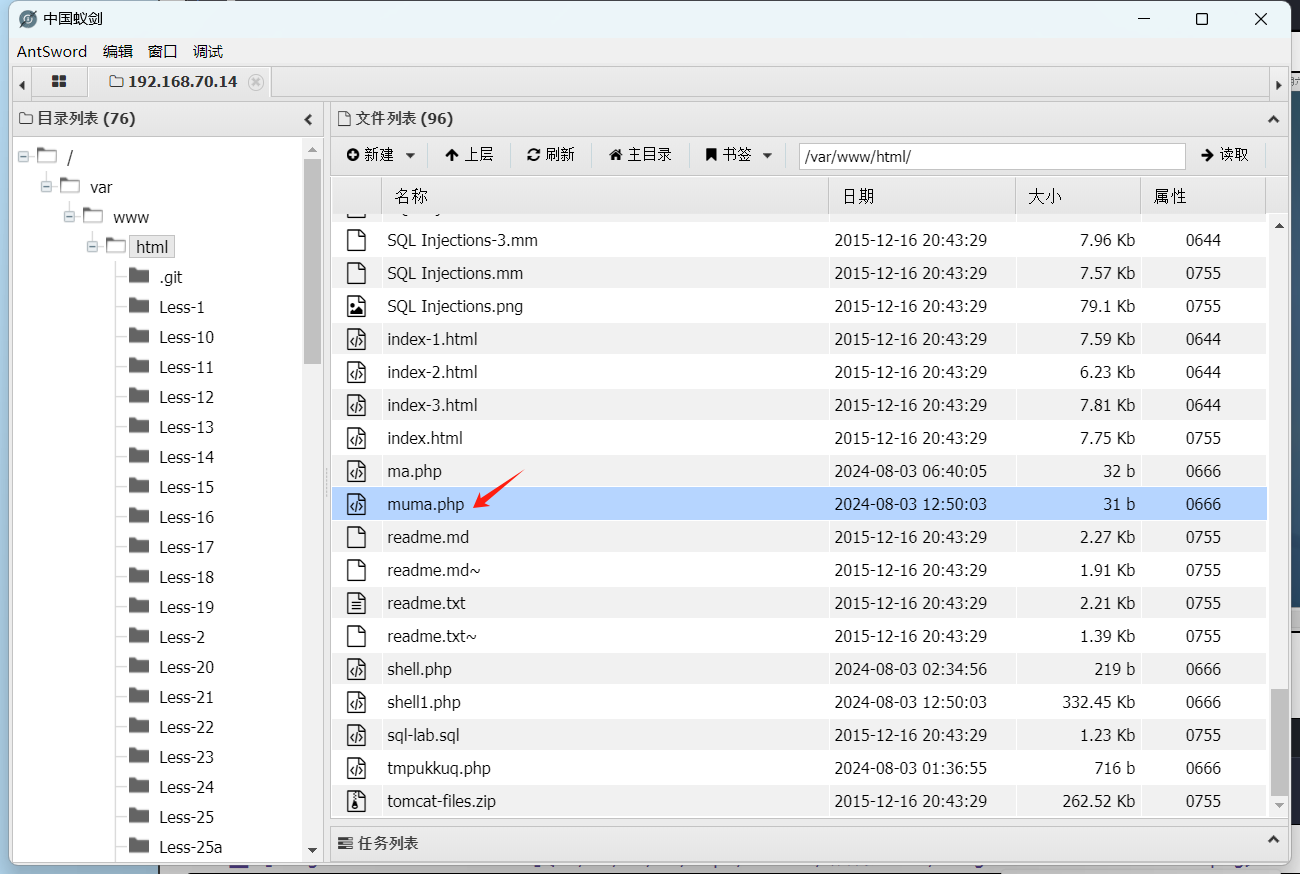 中国蚁剑
AntSword 编辑 窗口 调试
192.168.70.14
目录列表 (76)
/
var
www
html
.git
Less-1
Less-10
Less-11
Less-12
Less-13
Less-14
Less-15
Less-16
Less-17
Less-18
Less-19
Less-2
Less-20
Less-21
Less-22
Less-23
Less-24
Less-25
Less-25a
文件列表 (96)
新建 上层 刷新 主目录 书签 /var/www/html/ 读取
名称 日期 大小 属性
SQL Injections-3.mm 2015-12-16 20:43:29 7.96 Kb 0644
SQL Injections.mm 2015-12-16 20:43:29 7.57 Kb 0755
SQL Injections.png 2015-12-16 20:43:29 79.1 Kb 0755
index-1.html 2015-12-16 20:43:29 7.59 Kb 0644
index-2.html 2015-12-16 20:43:29 6.23 Kb 0644
index-3.html 2015-12-16 20:43:29 7.81 Kb 0644
index.html 2015-12-16 20:43:29 7.75 Kb 0755
ma.php 2024-08-03 06:40:05 32 b 0666
muma.php 2024-08-03 12:50:03 31 b 0666
readme.md 2015-12-16 20:43:29 2.27 Kb 0755
readme.md~ 2015-12-16 20:43:29 1.91 Kb 0755
readme.txt 2015-12-16 20:43:29 2.21 Kb 0755
readme.txt~ 2015-12-16 20:43:29 1.39 Kb 0755
shell.php 2024-08-03 02:34:56 219 b 0666
shell1.php 2024-08-03 12:50:03 332.45 Kb 0666
sql-lab.sql 2015-12-16 20:43:29 1.23 Kb 0755
tmpukkuq.php 2024-08-03 01:36:55 716 b 0666
tomcat-files.zip 2015-12-16 20:43:29 262.52 Kb 0755
任务列表